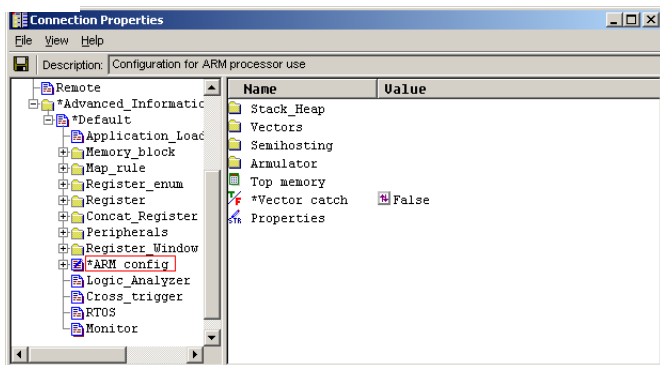 Connection Properties
File View Help
Description: Configuration for ARM processor use
Remote
*Advanced_Informatic
*Default
Application_Load
Memory_block
Map_rule
Register_enum
Register
Concat_Register
Peripherals
Register_Window
*ARM_config
Logic_Analyzer
Cross_trigger
RTOS
Monitor
Name Value
Stack_Heap
Vectors
Semihosting
Armulator
Top memory
T/F *Vector catch False
STR Properties